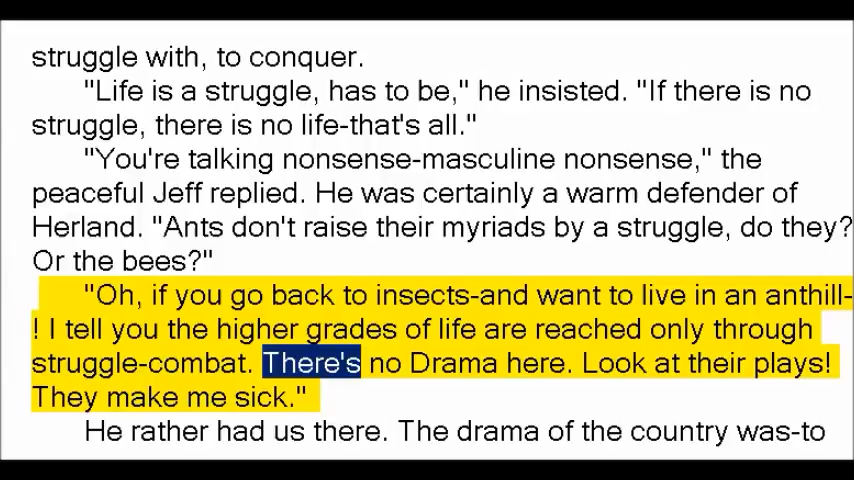 struggle with, to conquer.
"Life is a struggle, has to be," he insisted. "If there is no
struggle, there is no life-that's all."
"You're talking nonsense-masculine nonsense," the
peaceful Jeff replied. He was certainly a warm defender of
Herland. "Ants don't raise their myriads by a struggle, do they?
Or the bees?"
"Oh, if you go back to insects-and want to live in an anthill-
! I tell you the higher grades of life are reached only through
struggle-combat. There's no Drama here. Look at their plays!
They make me sick."
He rather had us there. The drama of the country was-to